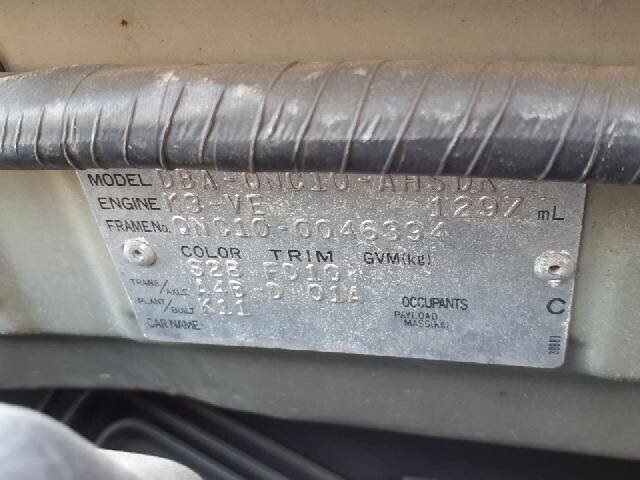 MODEL DBA-QNC10-AHSDK
ENGINE K3-VE 1297 mL
FRAME No. QNC10-0046394
COLOR TRIM GVM(kg)
S28 FD10
TRANS/AXLE A4B-D 01A
PLANT/BUILT K11
OCCUPANTS C
PAYLOAD MASS(kg)
CAR NAME